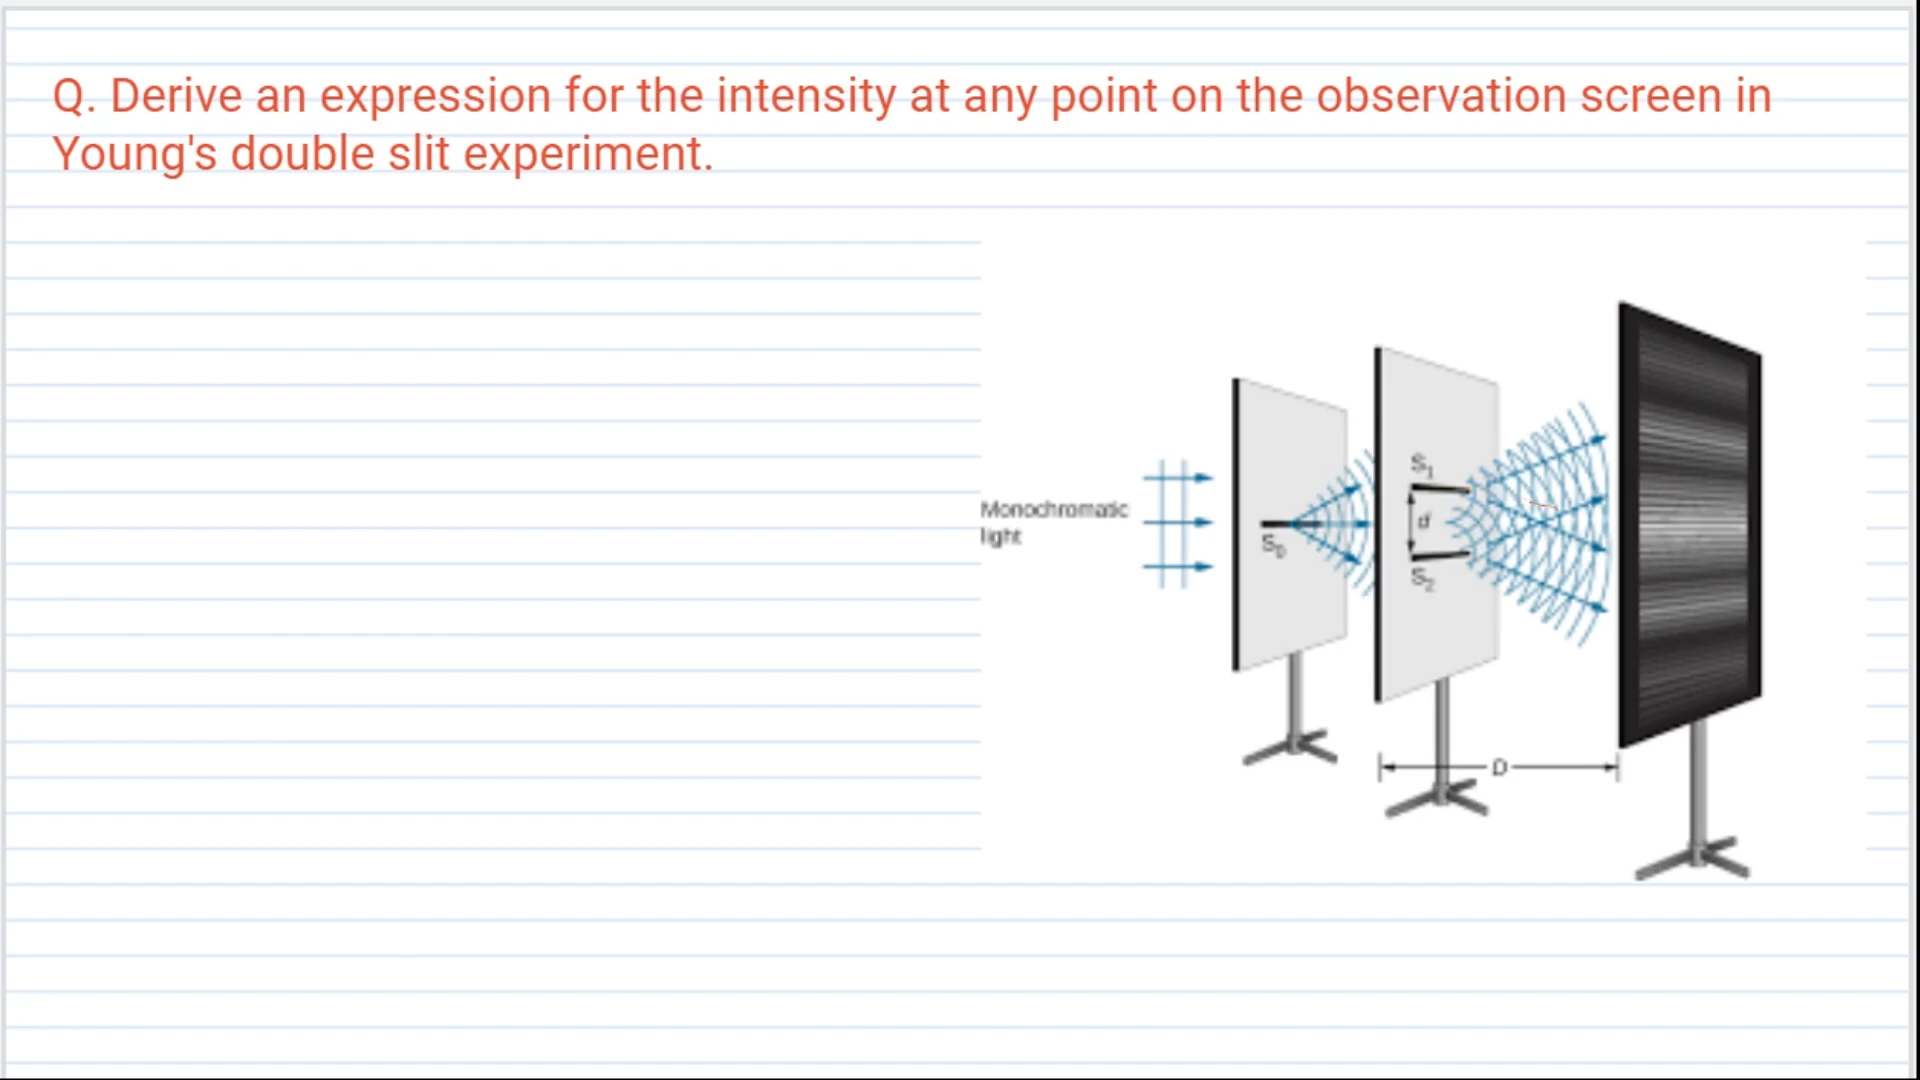 Q. Derive an expression for the intensity at any point on the observation screen in
Young's double slit experiment.
Monochromatic
light
S0
S1
d
S2
D